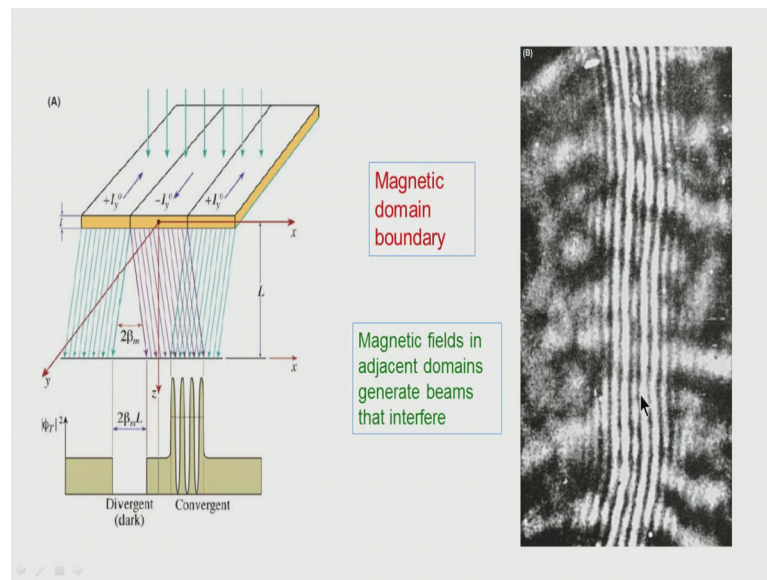 (A)
+I_y^o
-I_y^o
+I_y^o
t
x
L
2β_m
x
y
z
|ψ_T|²
2β_mL
Divergent
(dark)
Convergent
Magnetic
domain
boundary
Magnetic fields in
adjacent domains
generate beams
that interfere
(B)